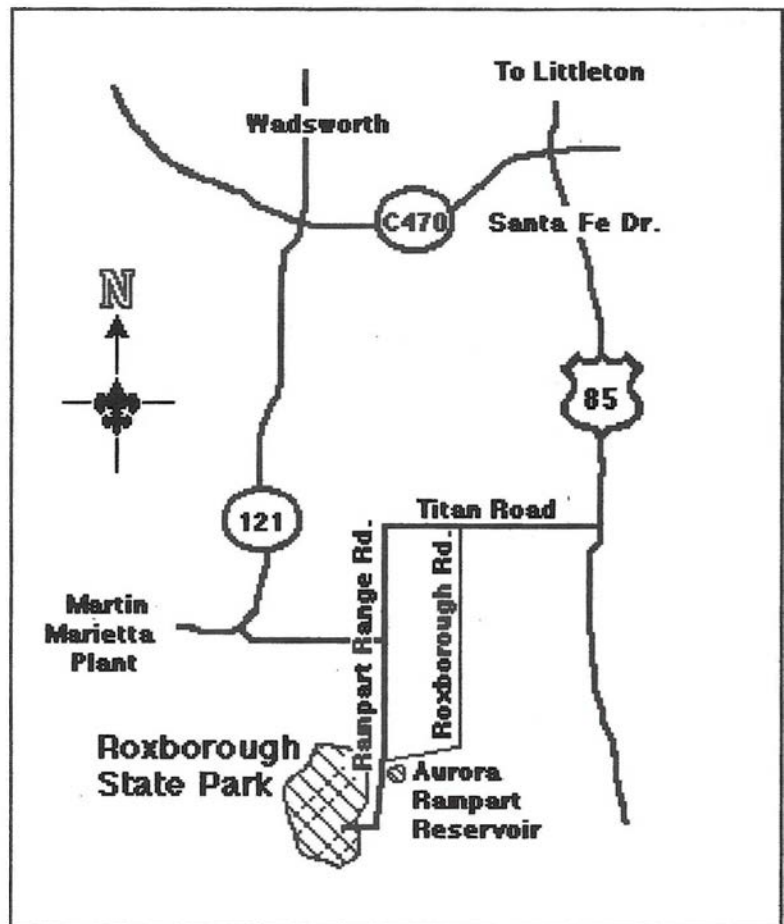 To Littleton
Wadsworth
C470
Santa Fe Dr.
N
85
Titan Road
121
Rampart Range Rd.
Roxborough Rd.
Martin
Marietta
Plant
Roxborough
State Park
Aurora
Rampart
Reservoir